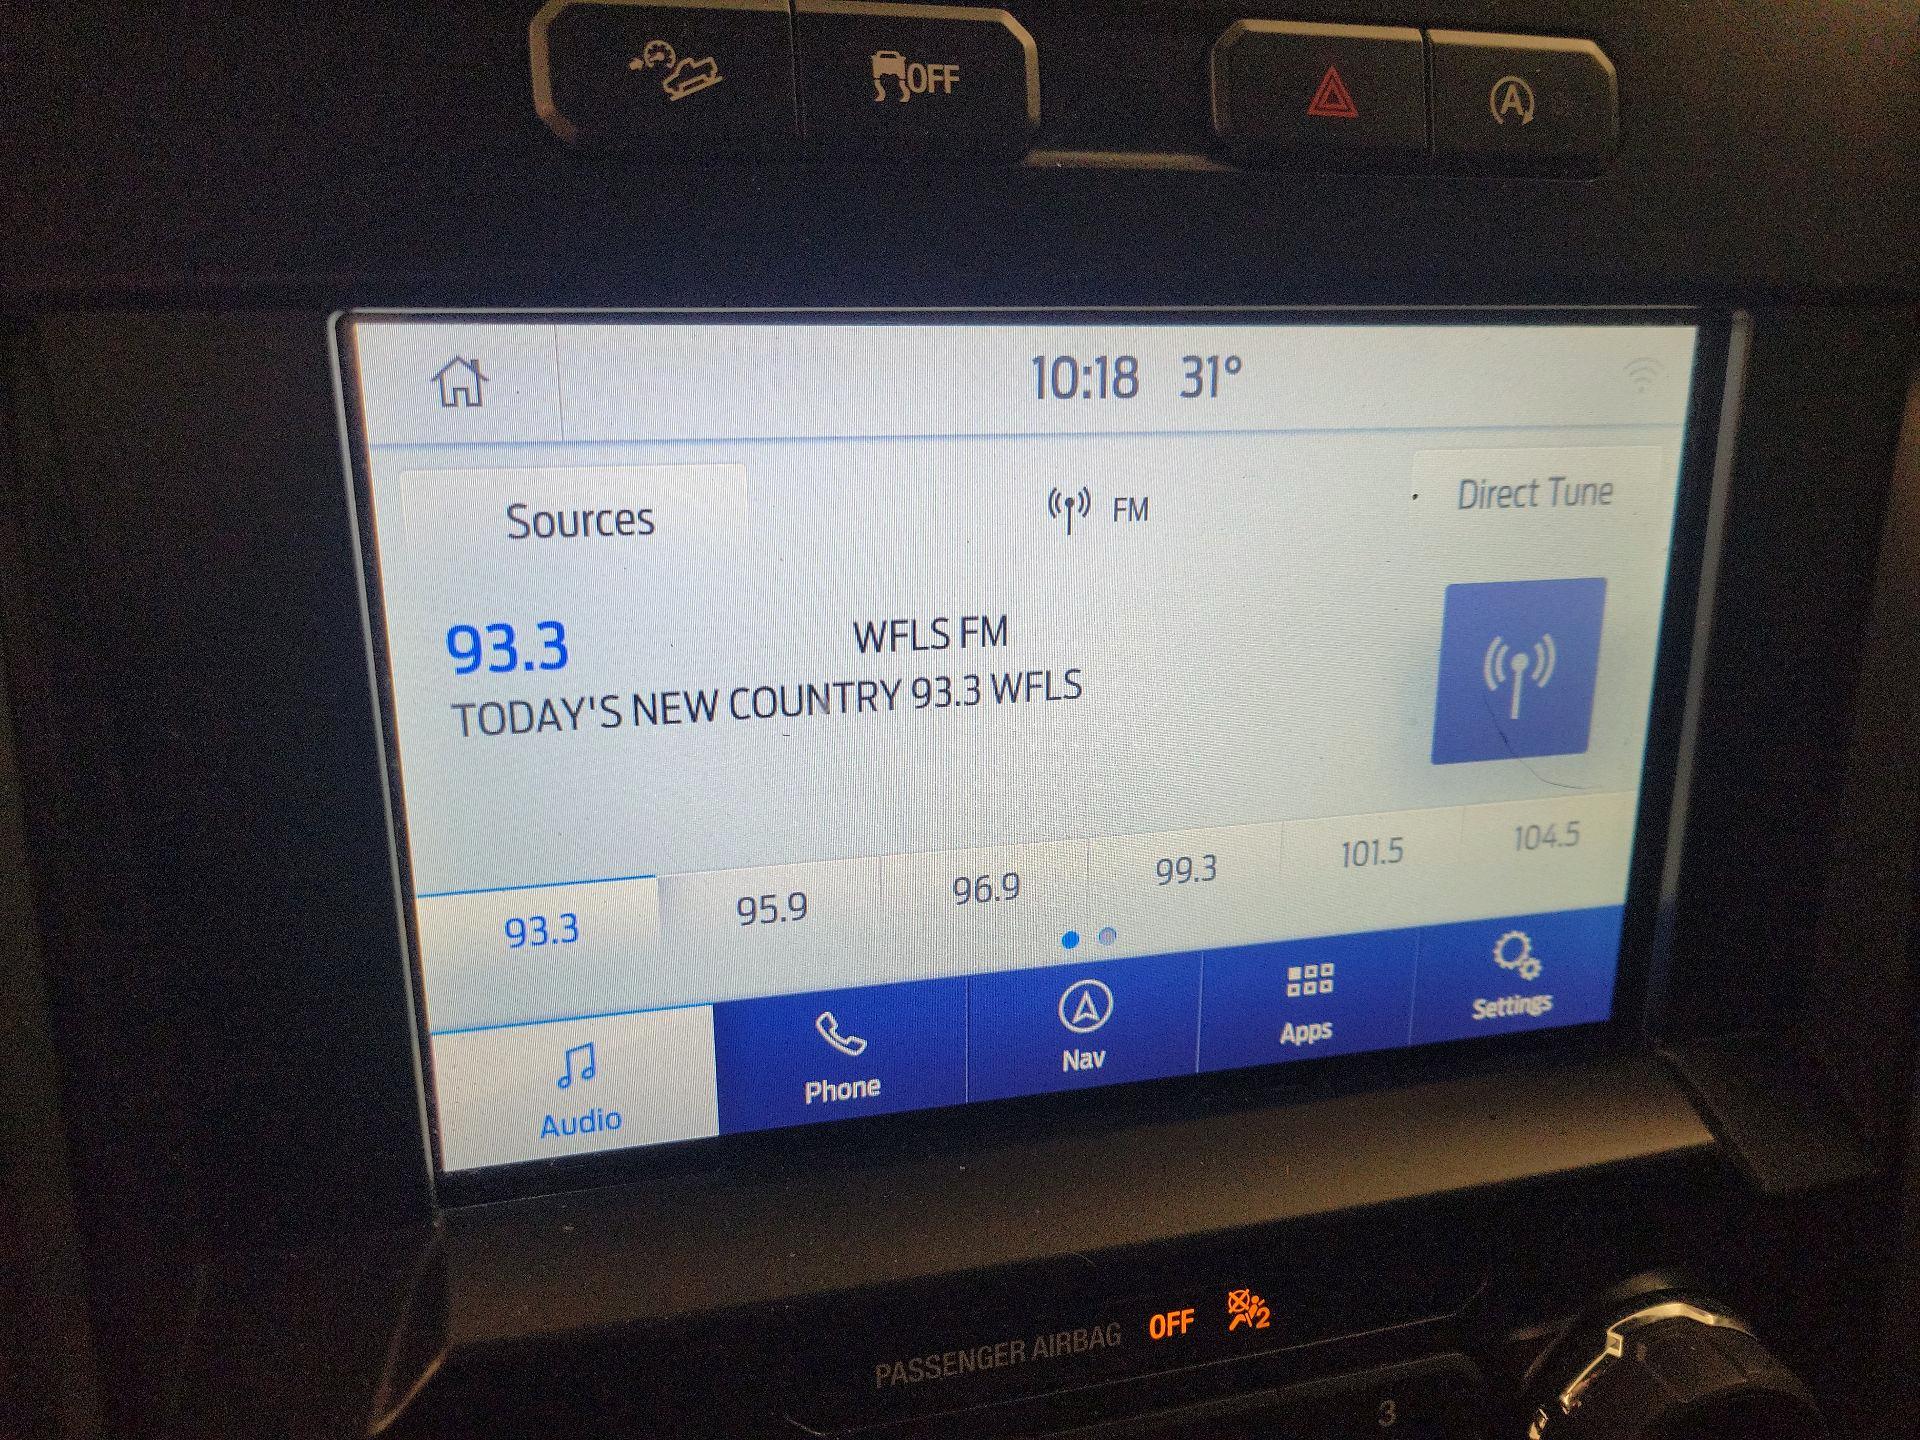 OFF
A
10:18 31°
Sources
FM
Direct Tune
93.3
WFLS FM
TODAY'S NEW COUNTRY 93.3 WFLS
93.3 95.9 96.9 99.3 101.5 104.5
Audio Phone Nav Apps Settings
PASSENGER AIRBAG OFF 2
3